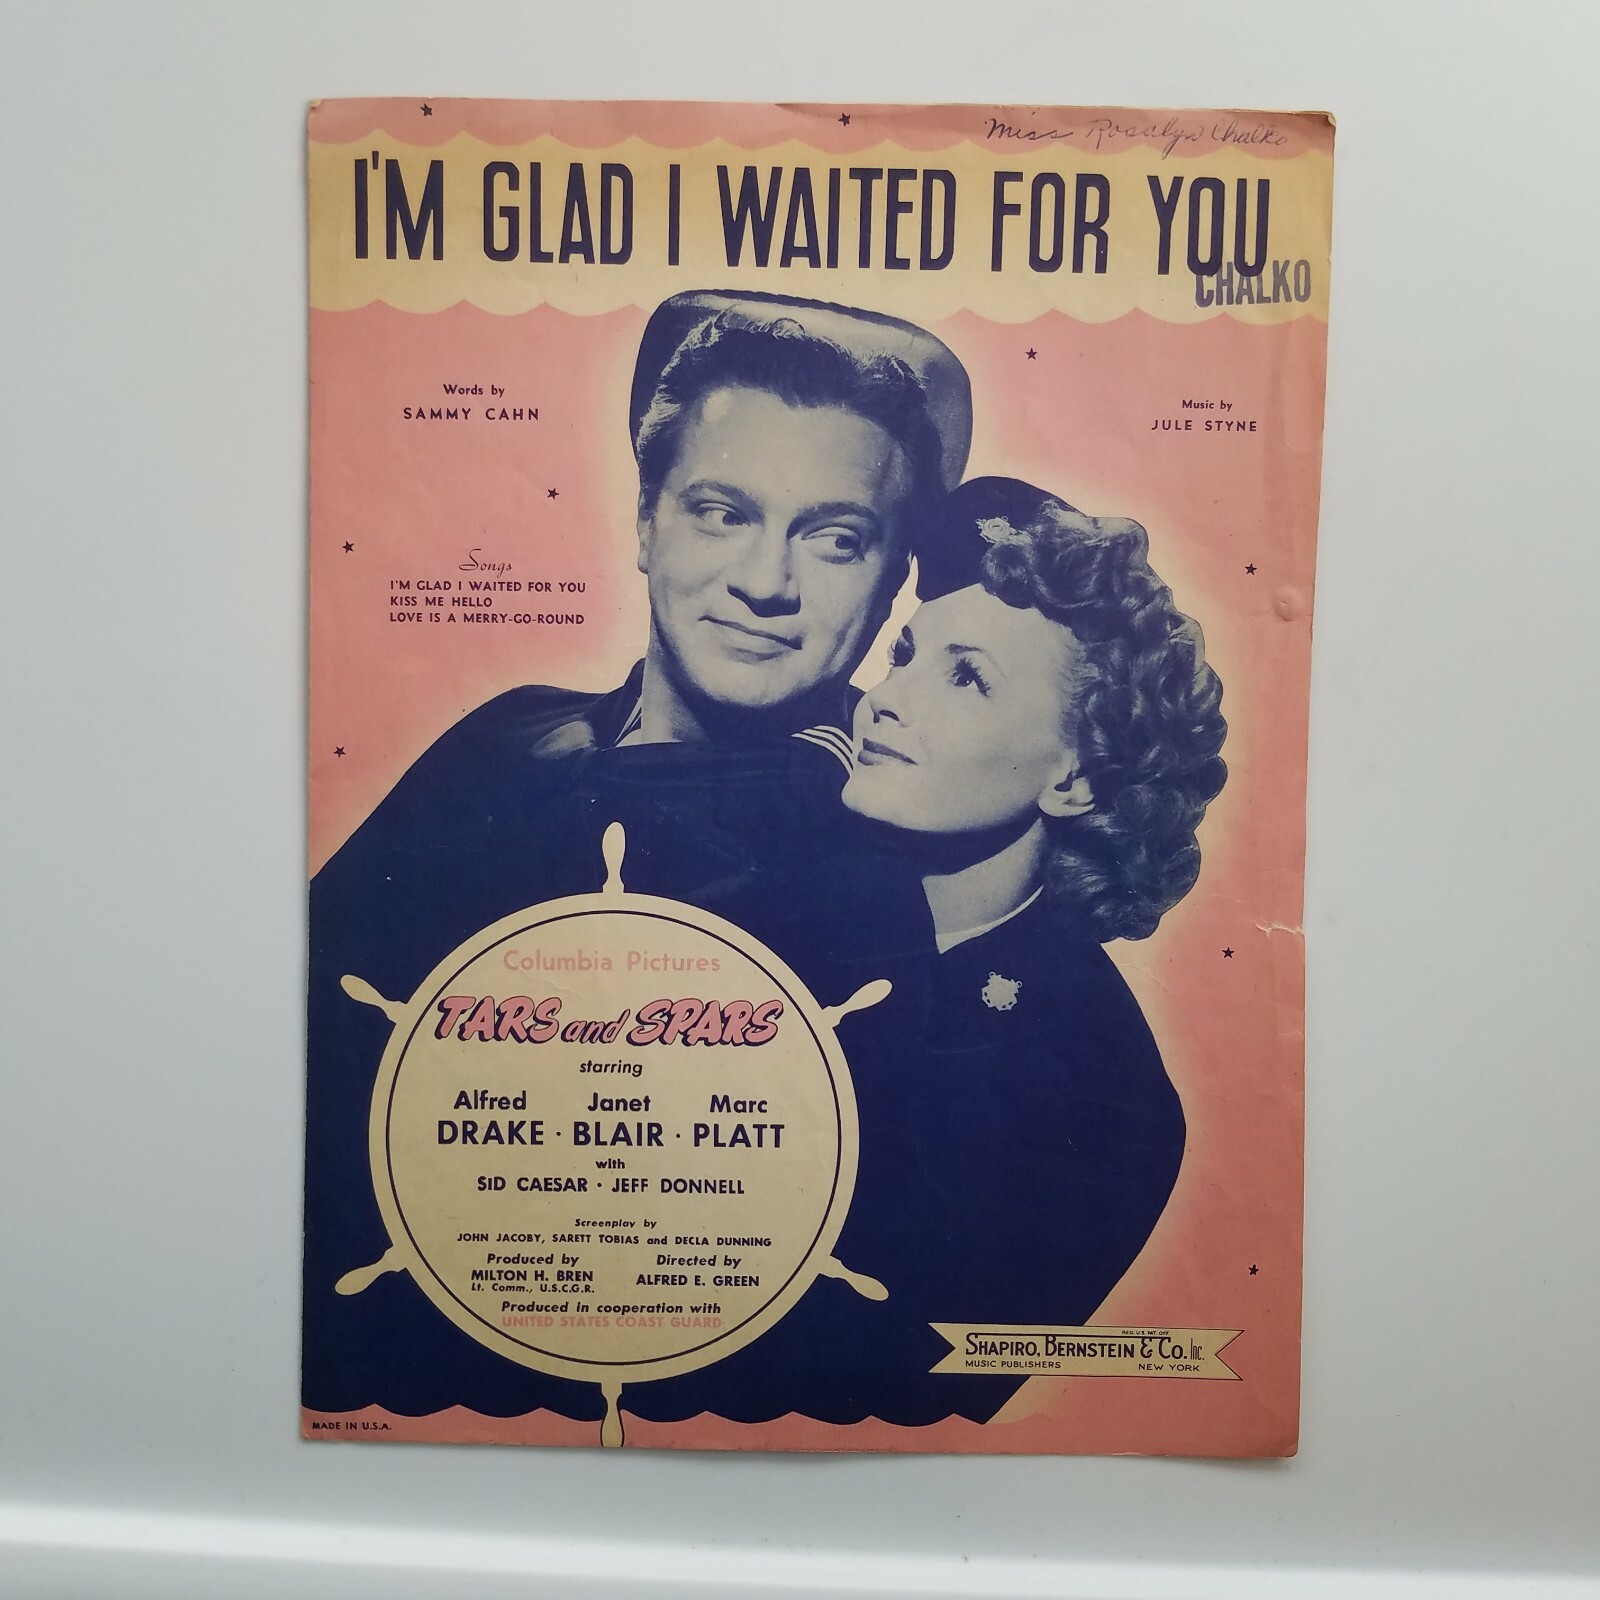 Miss Rosalyn Chalko
I'M GLAD I WAITED FOR YOU
CHALKO
Words by
SAMMY CAHN
Music by
JULE STYNE
Songs
I'M GLAD I WAITED FOR YOU
KISS ME HELLO
LOVE IS A MERRY-GO-ROUND
Columbia Pictures
TARS and SPARS
starring
Alfred Janet Marc
DRAKE · BLAIR · PLATT
with
SID CAESAR · JEFF DONNELL
Screenplay by
JOHN JACOBY, SARETT TOBIAS and DECLA DUNNING
Produced by
MILTON H. BREN
Lt. Comm., U.S.C.G.R.
Directed by
ALFRED E. GREEN
Produced in cooperation with
UNITED STATES COAST GUARD
REG. U.S. PAT. OFF.
SHAPIRO, BERNSTEIN & CO. Inc.
MUSIC PUBLISHERS NEW YORK
MADE IN U.S.A.